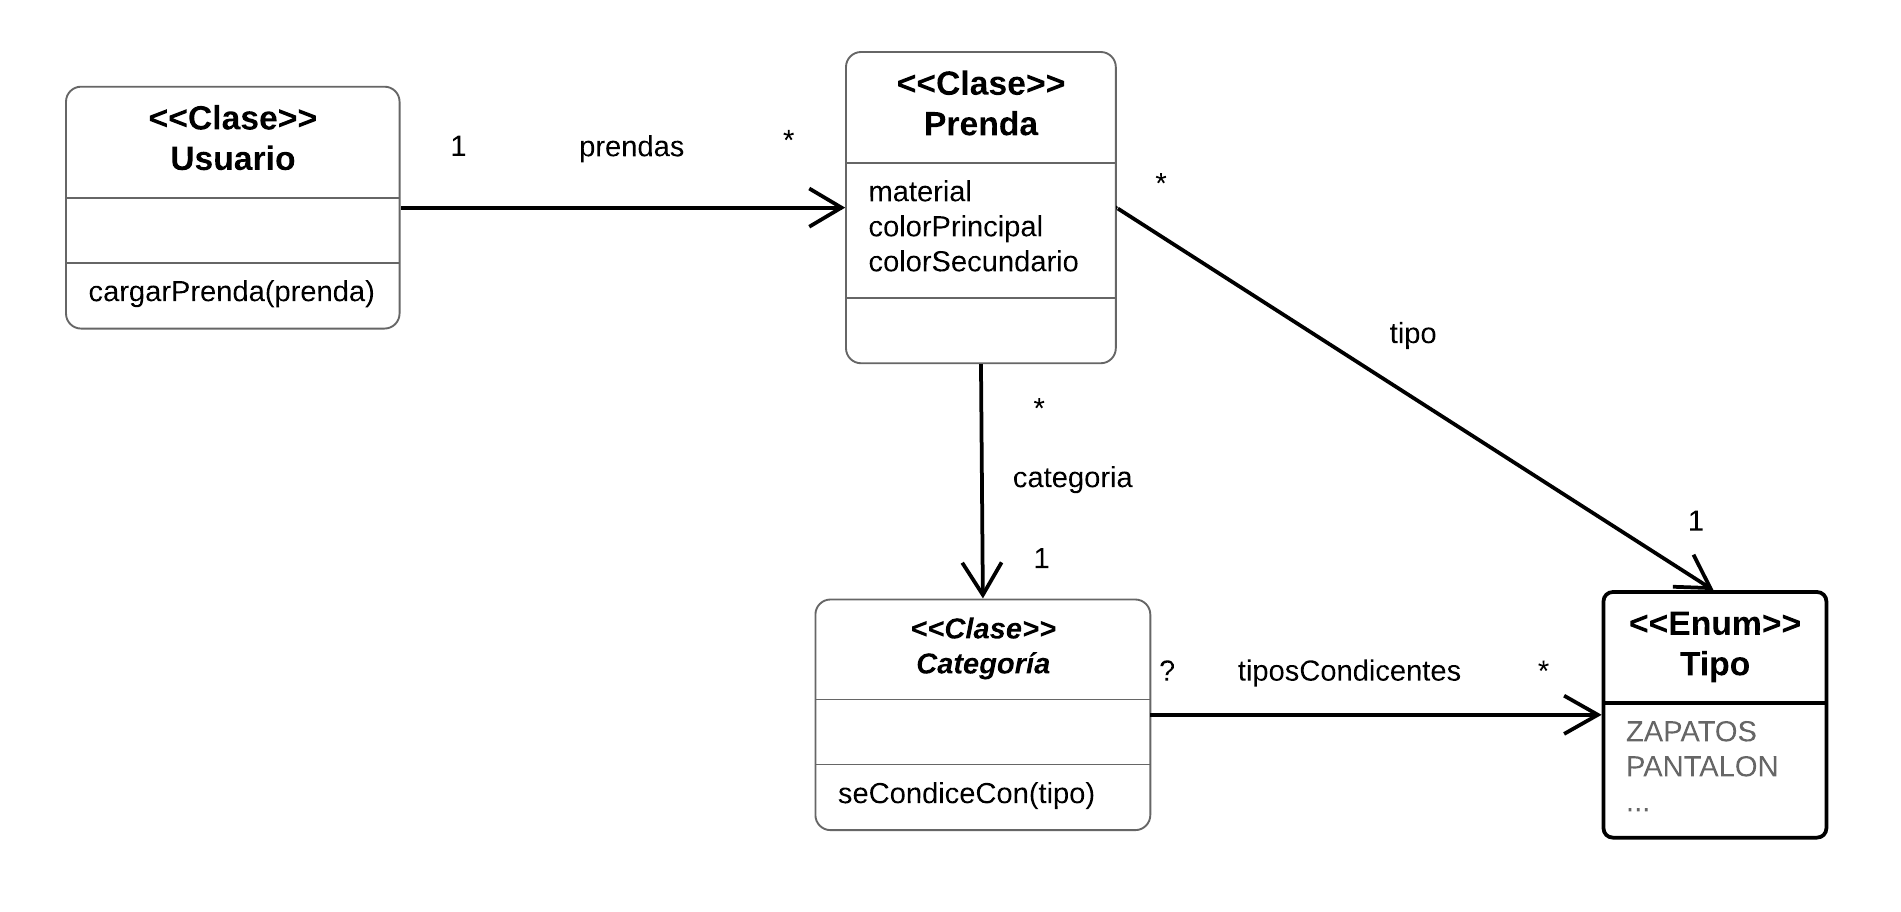 <<Clase>>
Usuario
cargarPrenda(prenda)
1
prendas
*
<<Clase>>
Prenda
material
colorPrincipal
colorSecundario
*
tipo
1
*
categoria
1
<<Clase>>
Categoría
seCondiceCon(tipo)
?
tiposCondicentes
*
<<Enum>>
Tipo
ZAPATOS
PANTALON
...